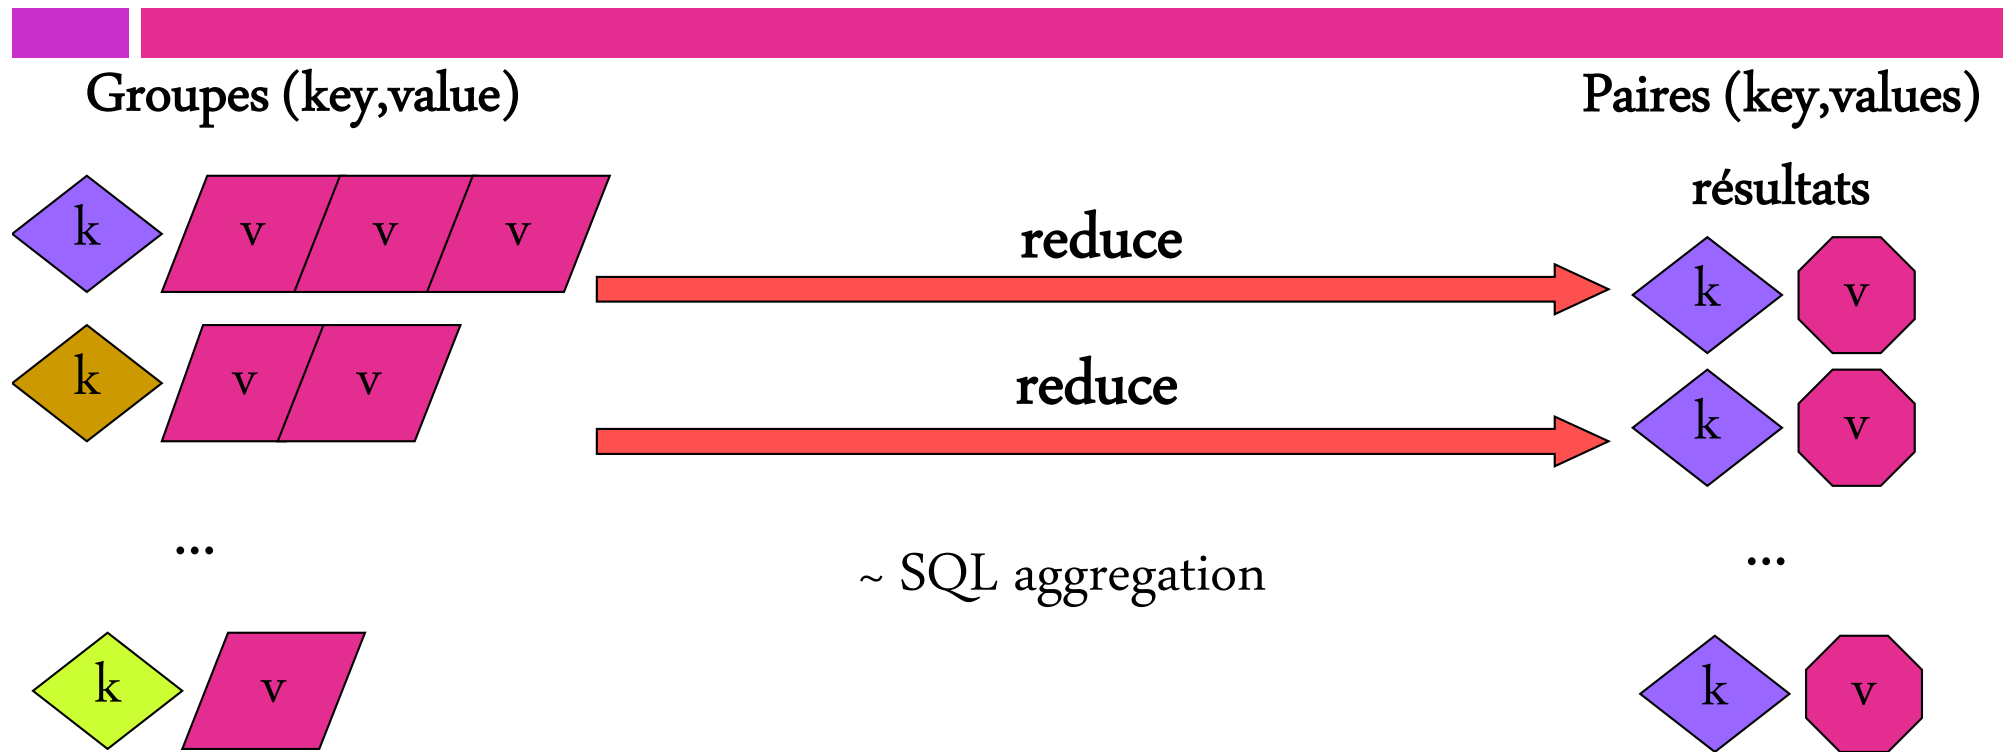 Groupes (key,value)
Paires (key,values)
résultats
k v v v
reduce
k v
k v v
reduce
k v
...
~ SQL aggregation
...
k v
k v